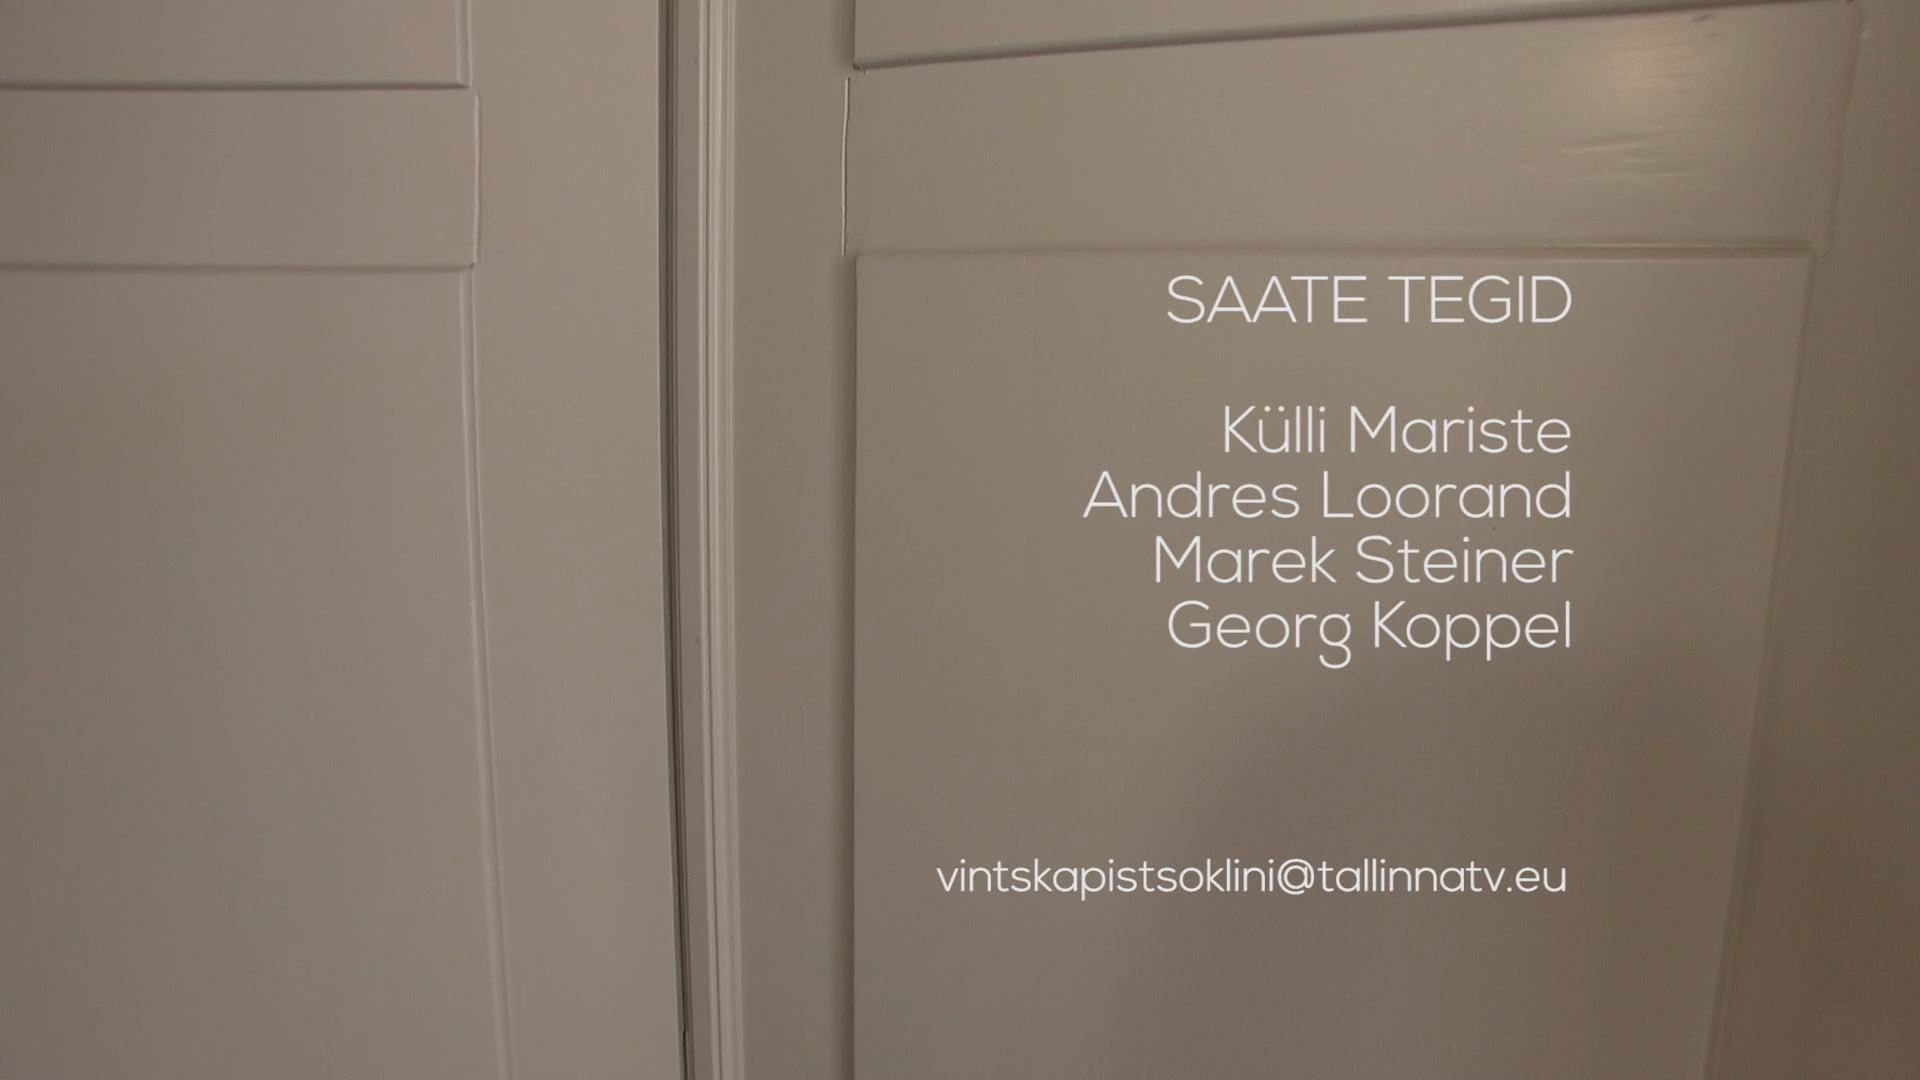 SAATE TEGID
Külli Mariste
Andres Loorand
Marek Steiner
Georg Koppel
vintskapistsoklini@tallinnatv.eu